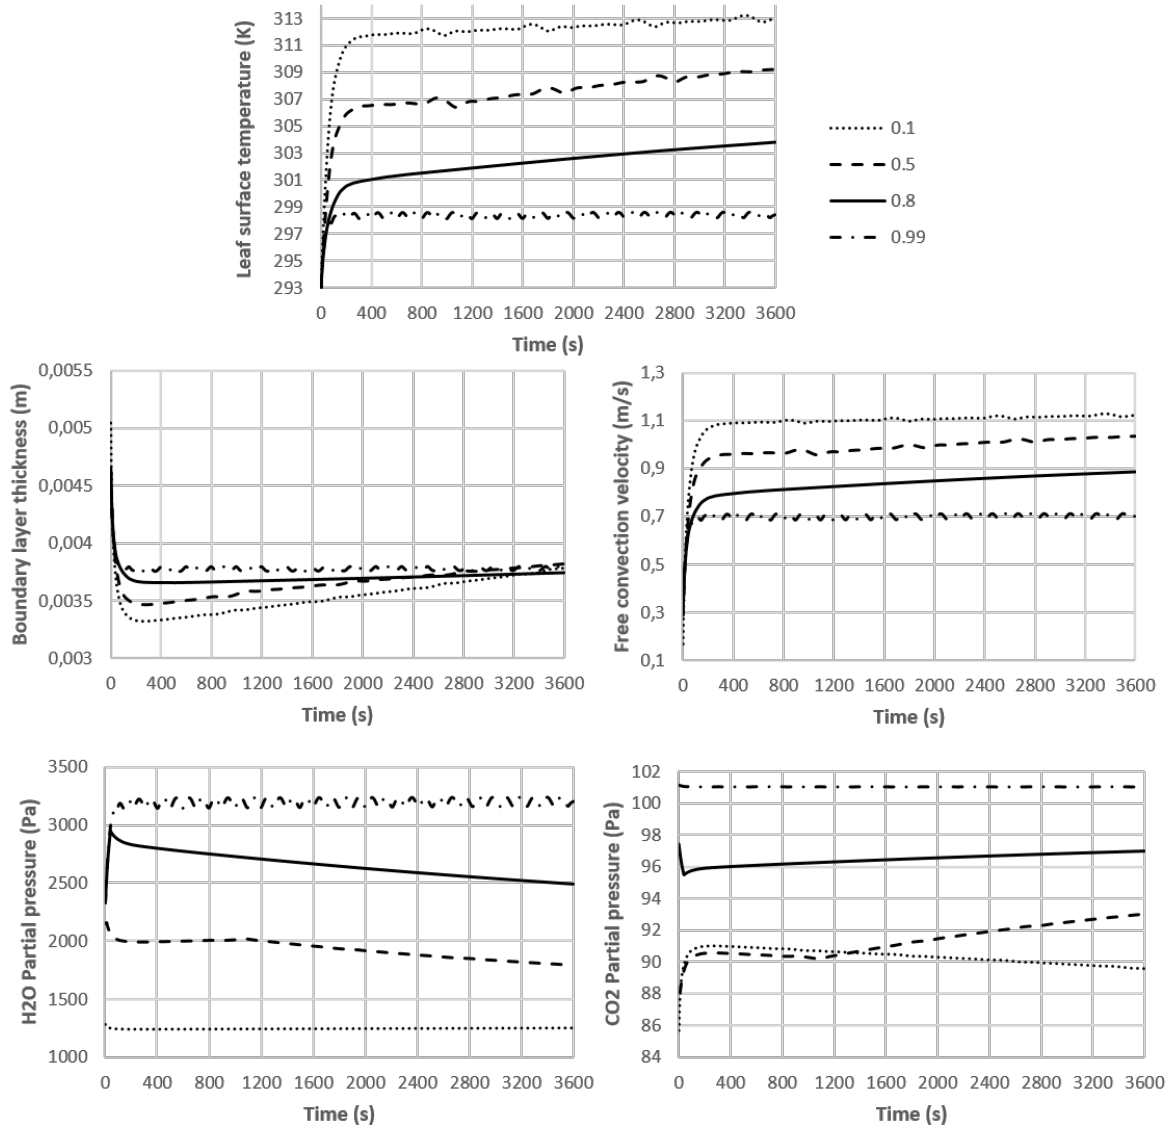 Leaf surface temperature (K)
313
311
309
307
305
303
301
299
297
295
293
0 400 800 1200 1600 2000 2400 2800 3200 3600
Time (s)
0.1
0.5
0.8
0.99
Boundary layer thickness (m)
0,0055
0,005
0,0045
0,004
0,0035
0,003
0 400 800 1200 1600 2000 2400 2800 3200 3600
Time (s)
Free convection velocity (m/s)
1,3
1,1
0,9
0,7
0,5
0,3
0,1
0 400 800 1200 1600 2000 2400 2800 3200 3600
Time (s)
H2O Partial pressure (Pa)
3500
3000
2500
2000
1500
1000
0 400 800 1200 1600 2000 2400 2800 3200 3600
Time (s)
CO2 Partial pressure (Pa)
102
100
98
96
94
92
90
88
86
84
0 400 800 1200 1600 2000 2400 2800 3200 3600
Time (s)